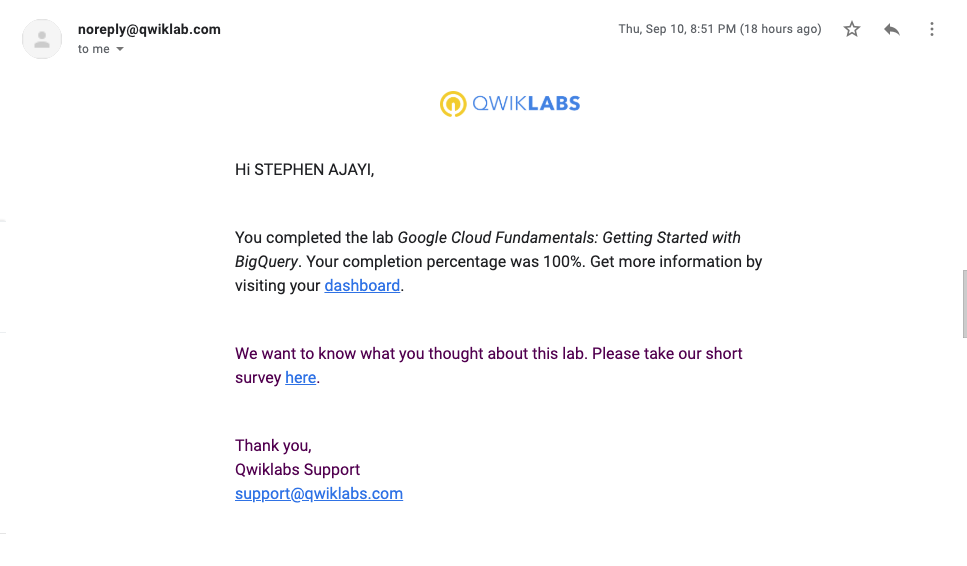 noreply@qwiklab.com
Thu, Sep 10, 8:51 PM (18 hours ago)
to me
QWIKLABS
Hi STEPHEN AJAYI,
You completed the lab Google Cloud Fundamentals: Getting Started with
BigQuery. Your completion percentage was 100%. Get more information by
visiting your dashboard.
We want to know what you thought about this lab. Please take our short
survey here.
Thank you,
Qwiklabs Support
support@qwiklabs.com